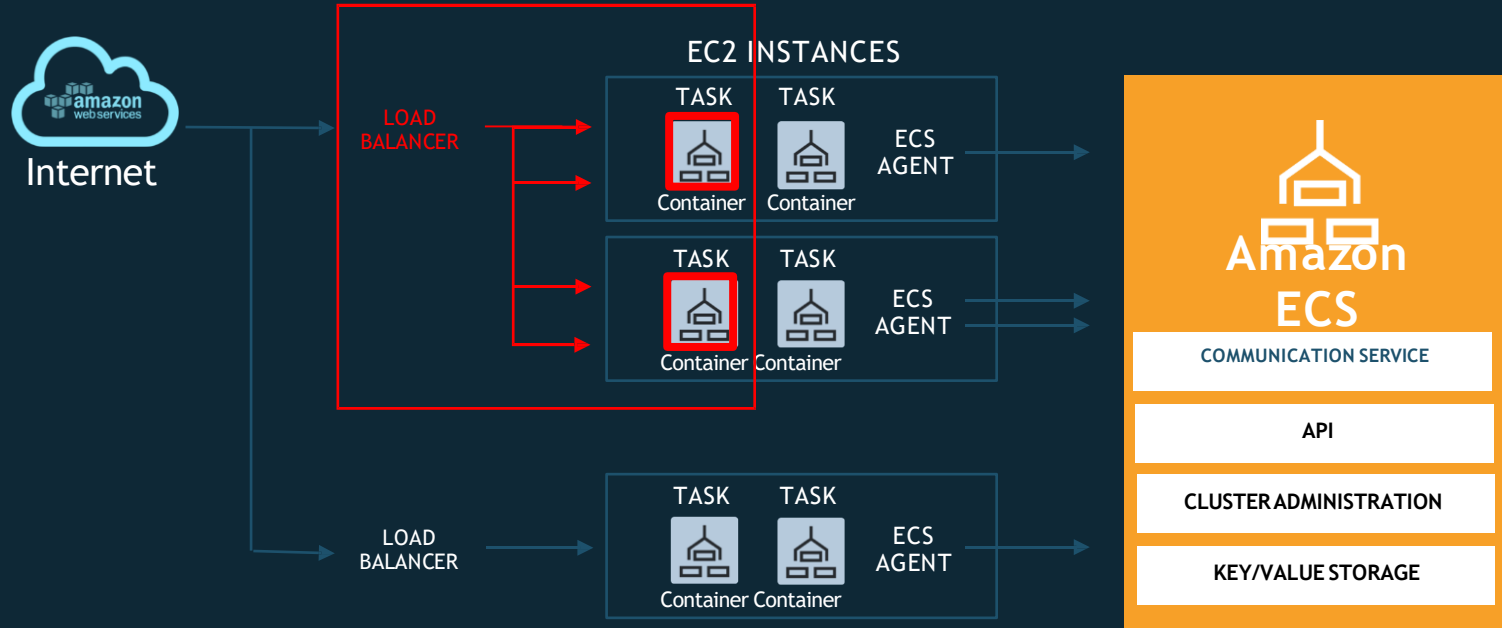 EC2 INSTANCES
amazon
web services
Internet
LOAD
BALANCER
TASK
TASK
Container
Container
ECS
AGENT
TASK
TASK
Container
Container
ECS
AGENT
LOAD
BALANCER
TASK
TASK
Container
Container
ECS
AGENT
Amazon
ECS
COMMUNICATION SERVICE
API
CLUSTER ADMINISTRATION
KEY/VALUE STORAGE